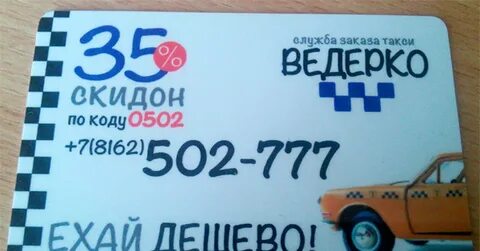 35%
СКИДОН
по коду 0502
служба заказа такси
ВЕДЕРКО
+7(8162) 502-777
ЕХАЙ ДЕШЕВО!